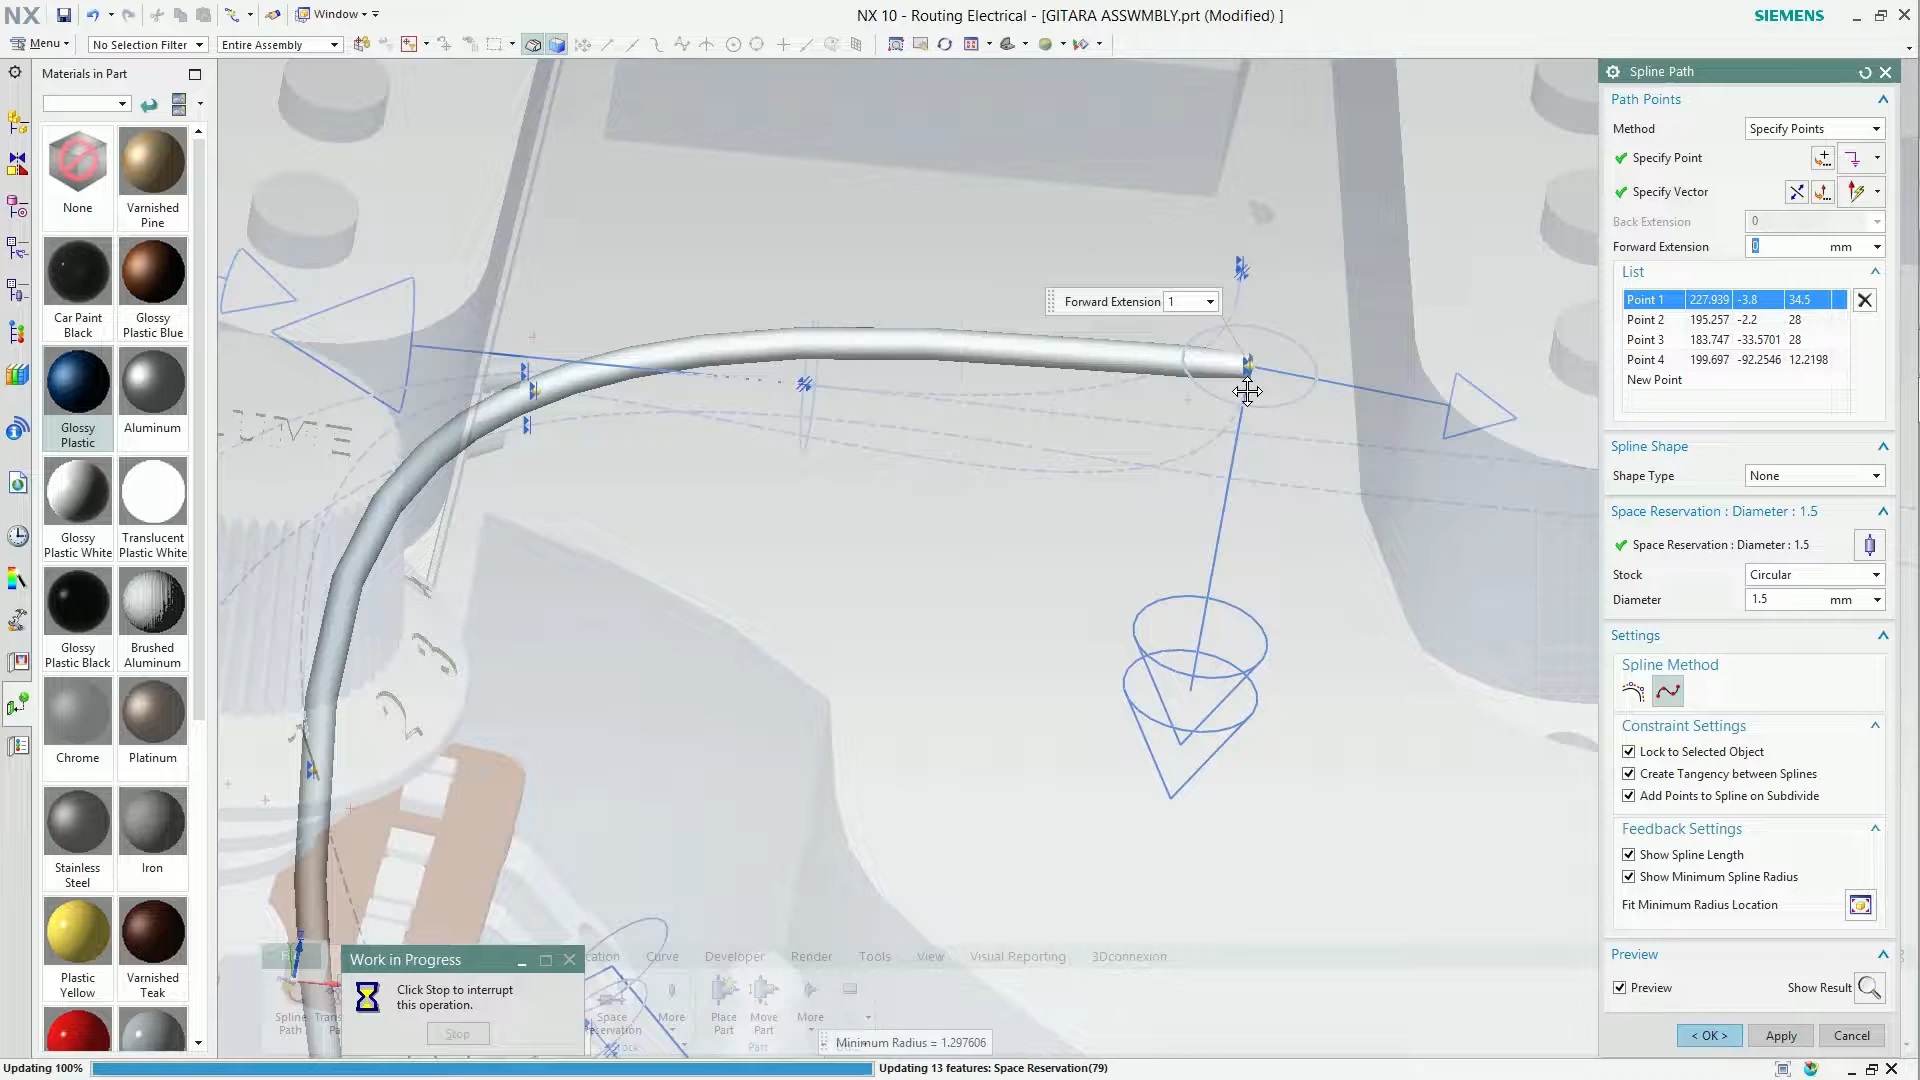 NX
Window
NX 10 - Routing Electrical - [GITARA ASSWMBLY.prt (Modified) ]
SIEMENS
Menu
No Selection Filter
Entire Assembly
Materials in Part
None
Varnished Pine
Car Paint Black
Glossy Plastic Blue
Glossy Plastic
Aluminum
Glossy Plastic White
Translucent Plastic White
Glossy Plastic Black
Brushed Aluminum
Chrome
Platinum
Stainless Steel
Iron
Plastic Yellow
Varnished Teak
Forward Extension 1
Spline Path
Path Points
Method
Specify Points
Specify Point
Specify Vector
Back Extension
0
Forward Extension
0 mm
List
Point 1 227.939 -3.8 34.5
Point 2 195.257 -2.2 28
Point 3 183.747 -33.5701 28
Point 4 199.697 -92.2546 12.2198
New Point
Spline Shape
Shape Type
None
Space Reservation : Diameter : 1.5
Space Reservation : Diameter : 1.5
Stock
Circular
Diameter
1.5 mm
Settings
Spline Method
Constraint Settings
Lock to Selected Object
Create Tangency between Splines
Add Points to Spline on Subdivide
Feedback Settings
Show Spline Length
Show Minimum Spline Radius
Fit Minimum Radius Location
Preview
Preview
Show Result
< OK >
Apply
Cancel
Work in Progress
Click Stop to interrupt
this operation.
Stop
Curve
Developer
Render
Tools
View
Visual Reporting
3Dconnexion
Spline Path
Space
More
Place Part
Move Part
More
Part
Minimum Radius = 1.297606
Updating 100%
Updating 13 features: Space Reservation(79)